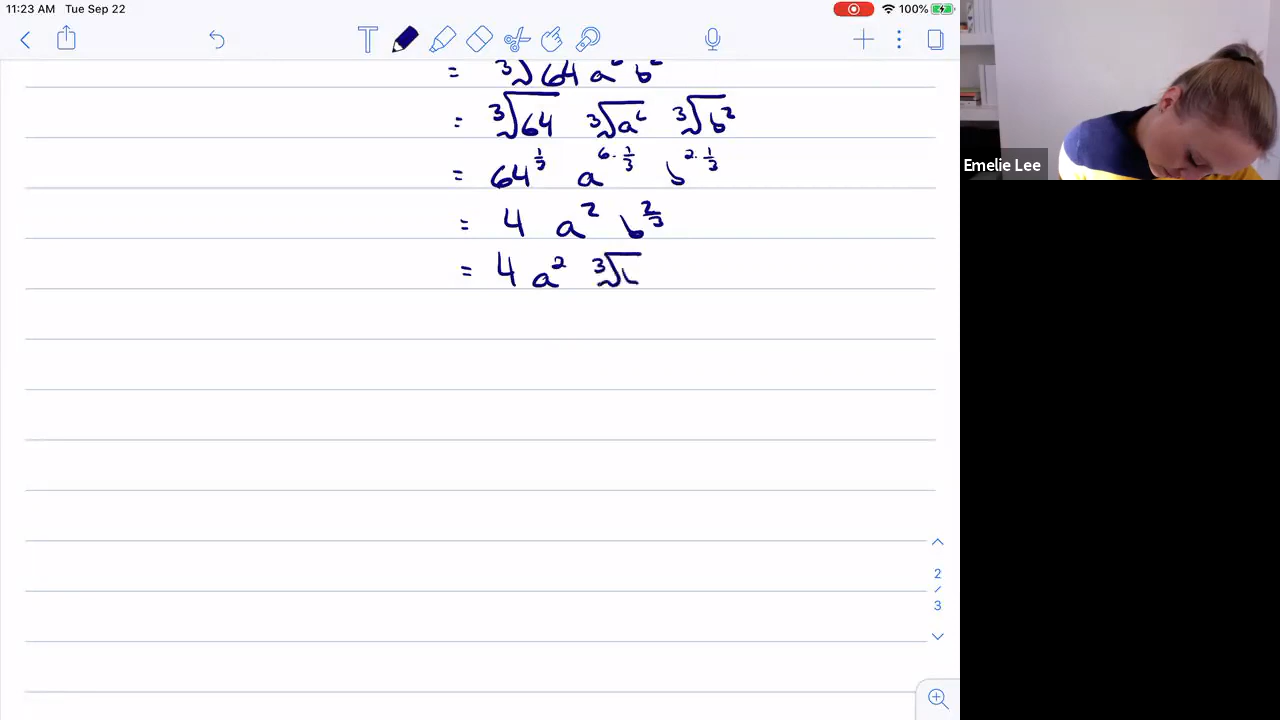 11:23 AM Tue Sep 22 100%
= ∛64 a⁶ b²
= ∛64 ∛a⁶ ∛b²
= 64^(1/3) a^(6·1/3) b^(2·1/3)
= 4 a² b^(2/3)
= 4 a² ∛
Emelie Lee
2
/
3